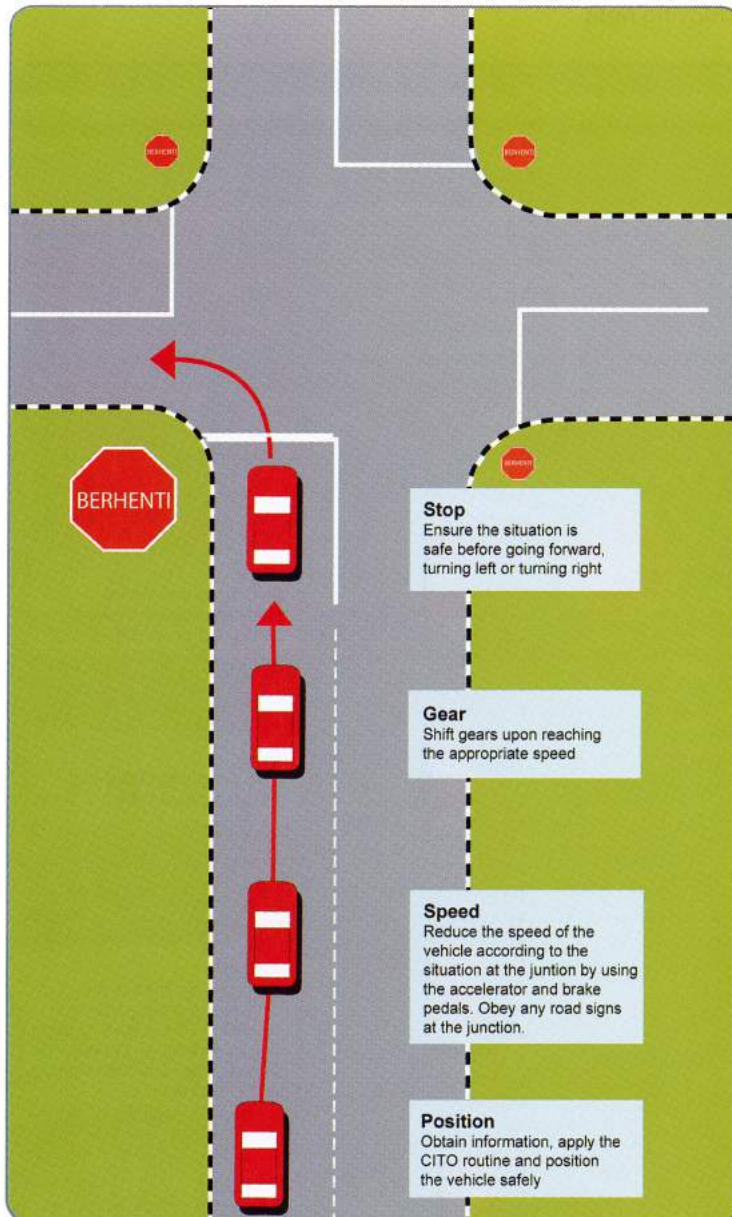 BERHENTI
BERHENTI
BERHENTI
BERHENTI
Stop
Ensure the situation is
safe before going forward,
turning left or turning right
Gear
Shift gears upon reaching
the appropriate speed
Speed
Reduce the speed of the
vehicle according to the
situation at the juntion by using
the accelerator and brake
pedals. Obey any road signs
at the junction.
Position
Obtain information, apply the
CITO routine and position
the vehicle safely